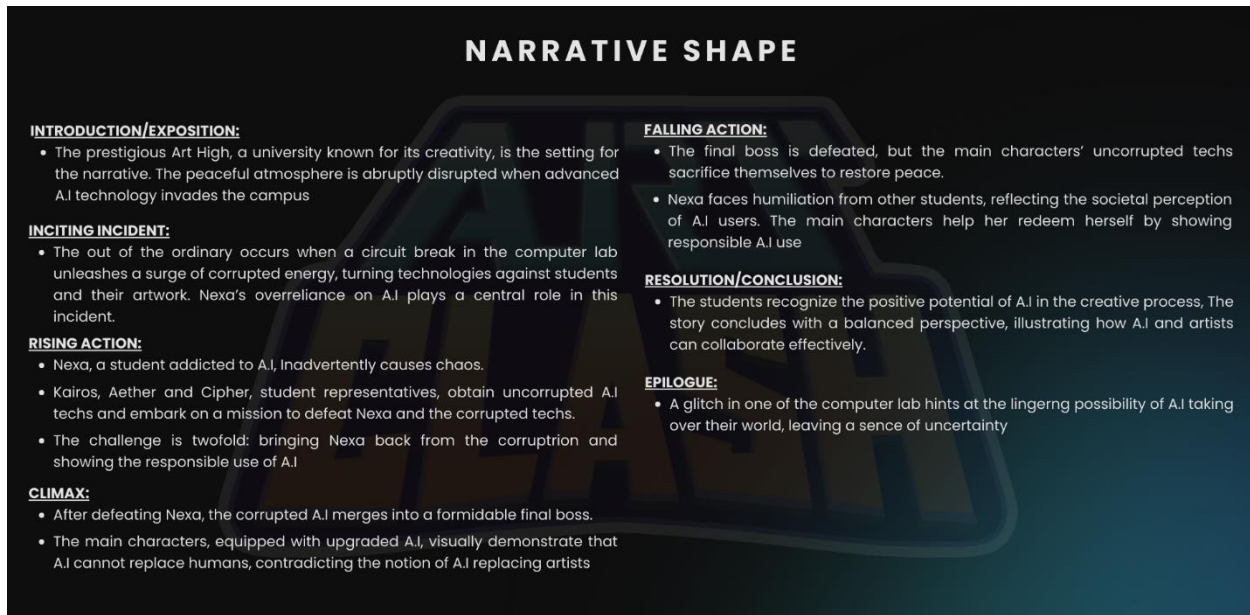 NARRATIVE SHAPE
INTRODUCTION/EXPOSITION:
• The prestigious Art High, a university known for its creativity, is the setting for
the narrative. The peaceful atmosphere is abruptly disrupted when advanced
A.I technology invades the campus
INCITING INCIDENT:
• The out of the ordinary occurs when a circuit break in the computer lab
unleashes a surge of corrupted energy, turning technologies against students
and their artwork. Nexa's overreliance on A.I plays a central role in this
incident.
RISING ACTION:
• Nexa, a student addicted to A.I, Inadvertently causes chaos.
• Kairos, Aether and Cipher, student representatives, obtain uncorrupted A.I
techs and embark on a mission to defeat Nexa and the corrupted techs.
• The challenge is twofold: bringing Nexa back from the corruptrion and
showing the responsible use of A.I
CLIMAX:
• After defeating Nexa, the corrupted A.I merges into a formidable final boss.
• The main characters, equipped with upgraded A.I, visually demonstrate that
A.I cannot replace humans, contradicting the notion of A.I replacing artists
FALLING ACTION:
• The final boss is defeated, but the main characters' uncorrupted techs
sacrifice themselves to restore peace.
• Nexa faces humiliation from other students, reflecting the societal perception
of A.I users. The main characters help her redeem herself by showing
responsible A.I use
RESOLUTION/CONCLUSION:
• The students recognize the positive potential of A.I in the creative process, The
story concludes with a balanced perspective, illustrating how A.I and artists
can collaborate effectively.
EPILOGUE:
• A glitch in one of the computer lab hints at the lingerng possibility of A.I taking
over their world, leaving a sence of uncertainty
CLASH